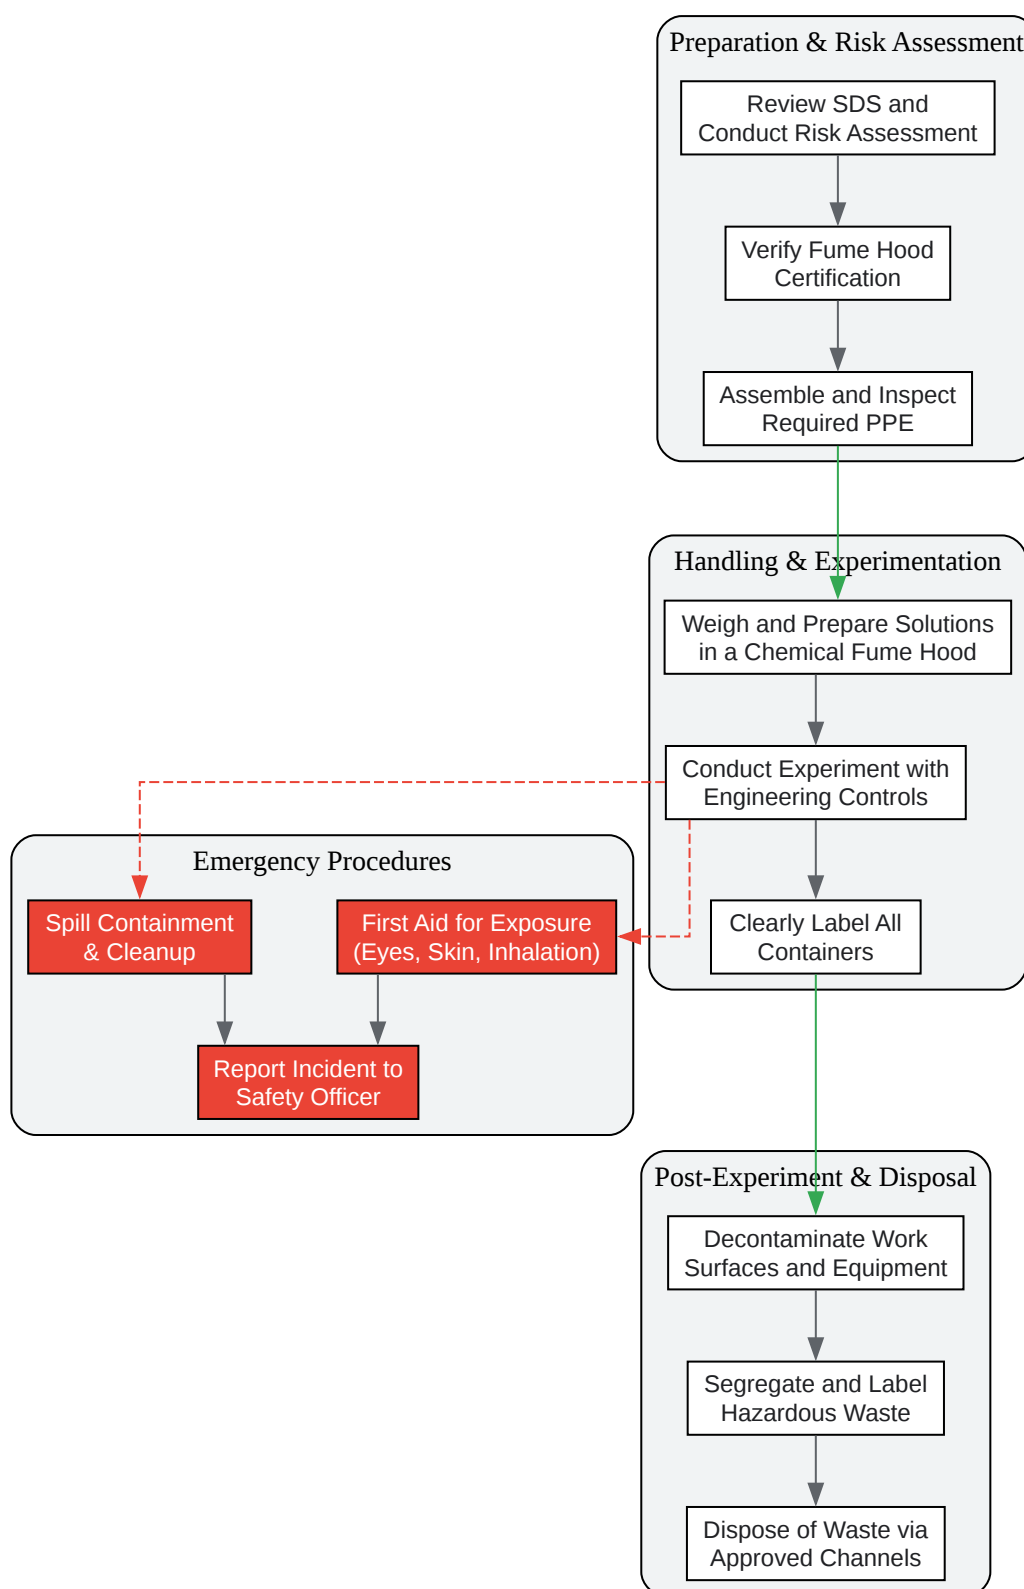 Preparation & Risk Assessment
Review SDS and
Conduct Risk Assessment
Verify Fume Hood
Certification
Assemble and Inspect
Required PPE
Handling & Experimentation
Weigh and Prepare Solutions
in a Chemical Fume Hood
Conduct Experiment with
Engineering Controls
Clearly Label All
Containers
Emergency Procedures
Spill Containment
& Cleanup
First Aid for Exposure
(Eyes, Skin, Inhalation)
Report Incident to
Safety Officer
Post-Experiment & Disposal
Decontaminate Work
Surfaces and Equipment
Segregate and Label
Hazardous Waste
Dispose of Waste via
Approved Channels